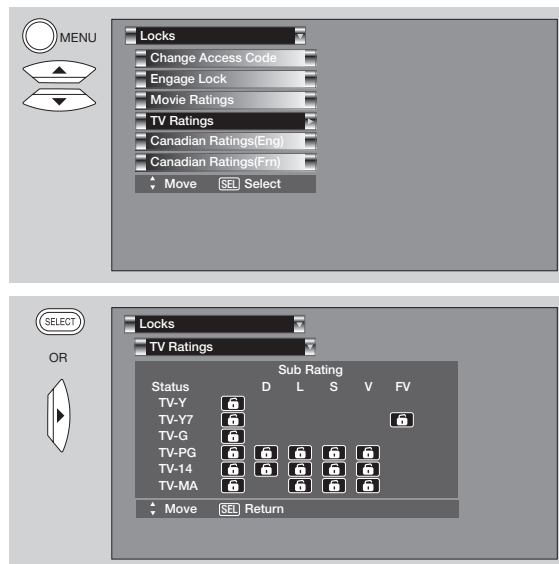 MENU
Locks
Change Access Code
Engage Lock
Movie Ratings
TV Ratings
Canadian Ratings(Eng)
Canadian Ratings(Frn)
Move SEL Select
SELECT
OR
Locks
TV Ratings
Sub Rating
Status D L S V FV
TV-Y
TV-Y7
TV-G
TV-PG
TV-14
TV-MA
Move SEL Return